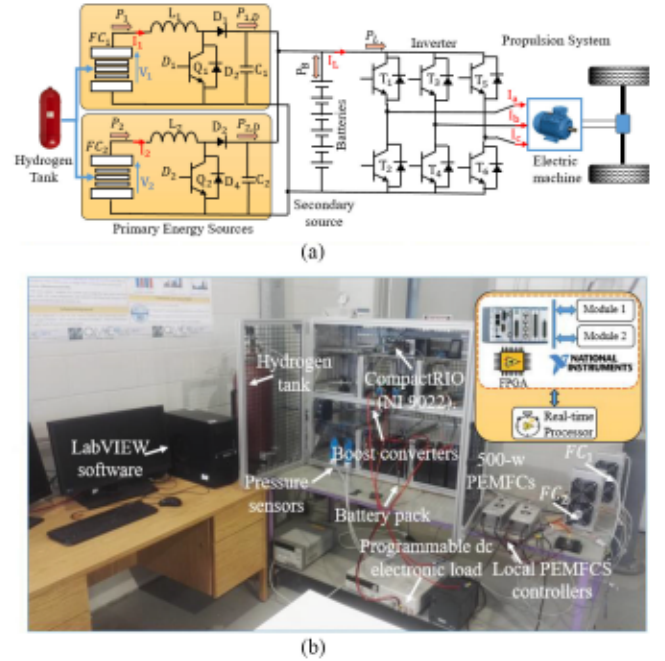 P1 L1 D1 P1,D
FC1 I1
V1 D1 Q1 D2 C1
P2 L2 D2 P2,D
FC2 I2
V2 D2 Q2 D4 C2
Hydrogen
Tank
Primary Energy Sources
PB
Batteries
Secondary
source
IL PL Inverter
T1 T3 T5
T2 T4 T6
Propulsion System
Ia
Ib
Ic
Electric
machine
(a)
Hydrogen
tank
CompactRIO
(NI 9022).
LabVIEW
software
Boost converters
Pressure
sensors
Battery pack
500-w
PEMFCs
FC1
FC2
Programmable dc
electronic load
Local PEMFCS
controllers
Module 1
Module 2
FPGA
NATIONAL
INSTRUMENTS
Real-time
Processor
(b)